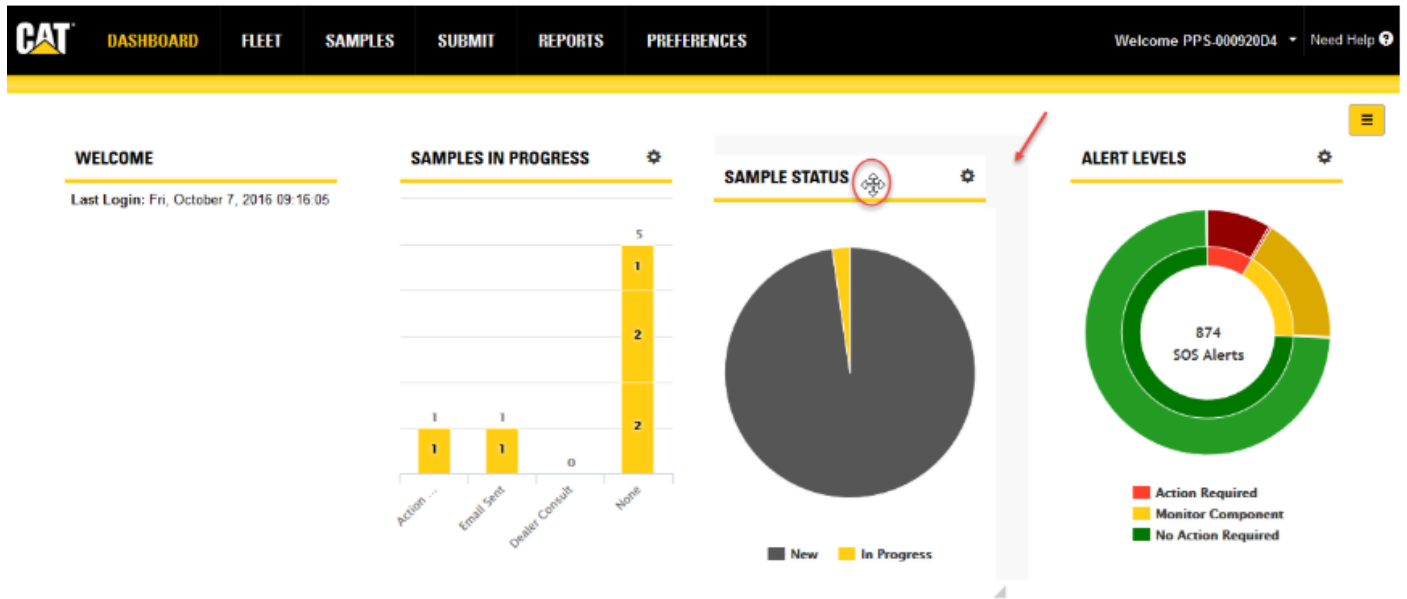 CAT DASHBOARD FLEET SAMPLES SUBMIT REPORTS PREFERENCES Welcome PPS-000920D4 Need Help ?
WELCOME
Last Login: Fri, October 7, 2016 09:16:05
SAMPLES IN PROGRESS
5
1
2
2
1
1
1
1
0
Action ...
Email Sent
Dealer Consult
None
SAMPLE STATUS
New In Progress
ALERT LEVELS
874
SOS Alerts
Action Required
Monitor Component
No Action Required